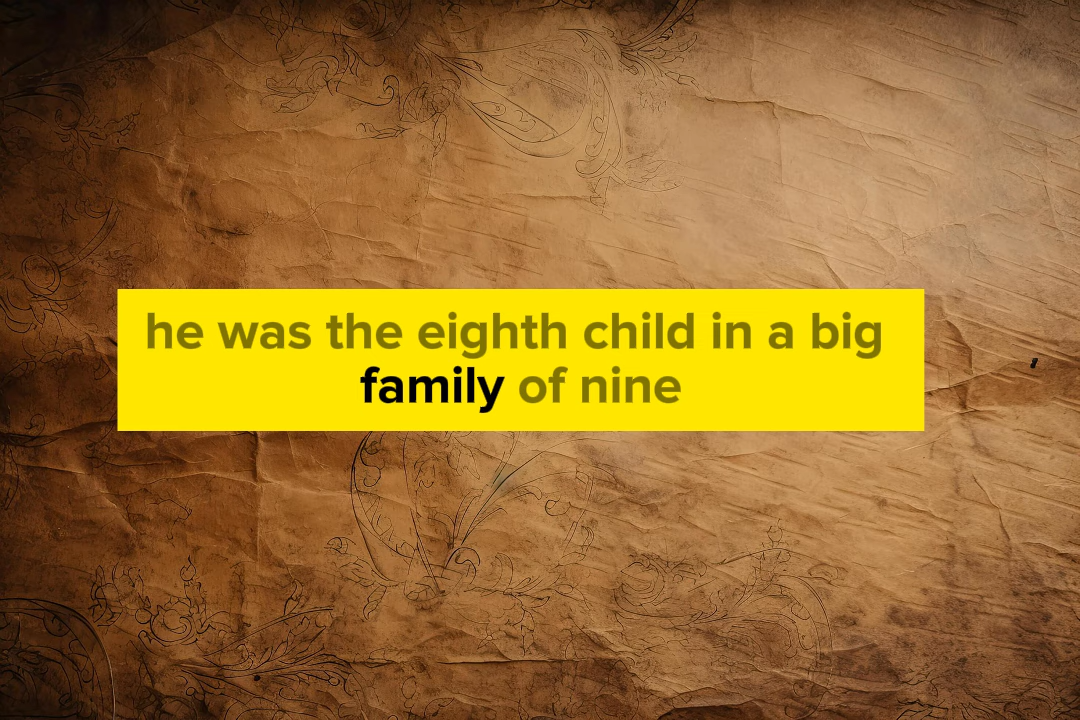 he was the eighth child in a big
family of nine